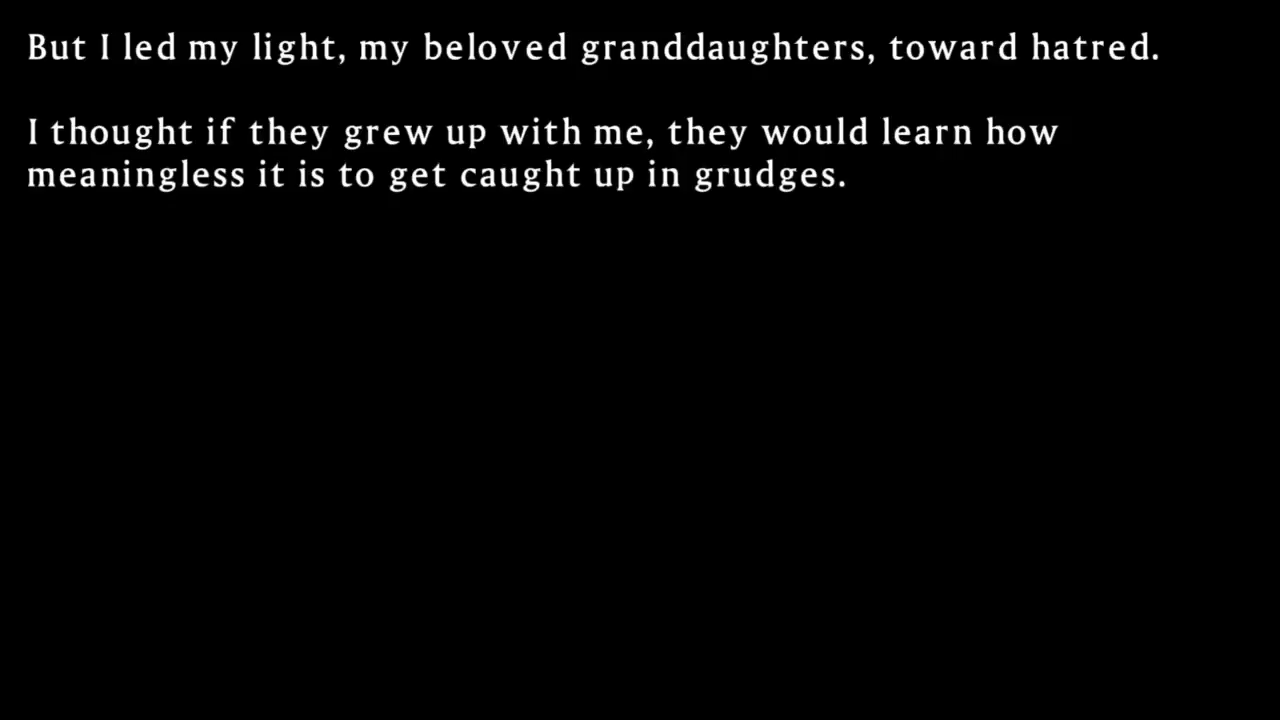 But I led my light, my beloved granddaughters, toward hatred.
I thought if they grew up with me, they would learn how
meaningless it is to get caught up in grudges.